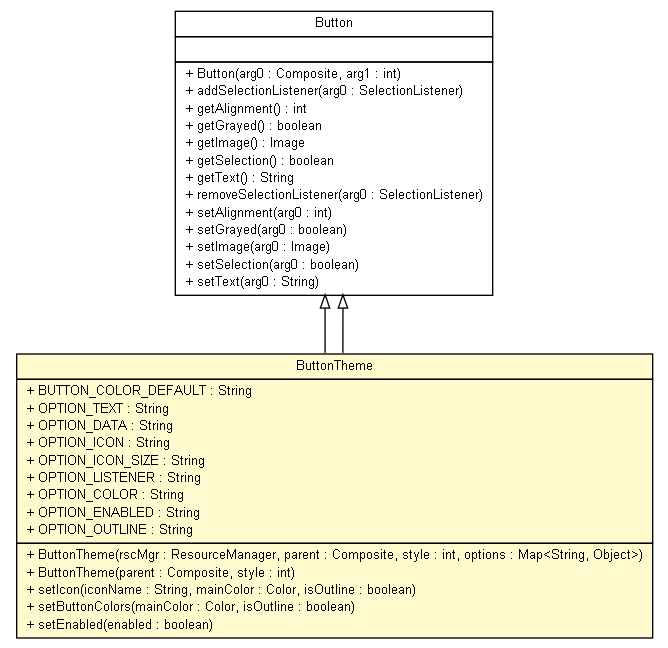 Button
+ Button(arg0 : Composite, arg1 : int)
+ addSelectionListener(arg0 : SelectionListener)
+ getAlignment() : int
+ getGrayed() : boolean
+ getImage() : Image
+ getSelection() : boolean
+ getText() : String
+ removeSelectionListener(arg0 : SelectionListener)
+ setAlignment(arg0 : int)
+ setGrayed(arg0 : boolean)
+ setImage(arg0 : Image)
+ setSelection(arg0 : boolean)
+ setText(arg0 : String)
ButtonTheme
+ BUTTON_COLOR_DEFAULT : String
+ OPTION_TEXT : String
+ OPTION_DATA : String
+ OPTION_ICON : String
+ OPTION_ICON_SIZE : String
+ OPTION_LISTENER : String
+ OPTION_COLOR : String
+ OPTION_ENABLED : String
+ OPTION_OUTLINE : String
+ ButtonTheme(rscMgr : ResourceManager, parent : Composite, style : int, options : Map<String, Object>)
+ ButtonTheme(parent : Composite, style : int)
+ setIcon(iconName : String, mainColor : Color, isOutline : boolean)
+ setButtonColors(mainColor : Color, isOutline : boolean)
+ setEnabled(enabled : boolean)